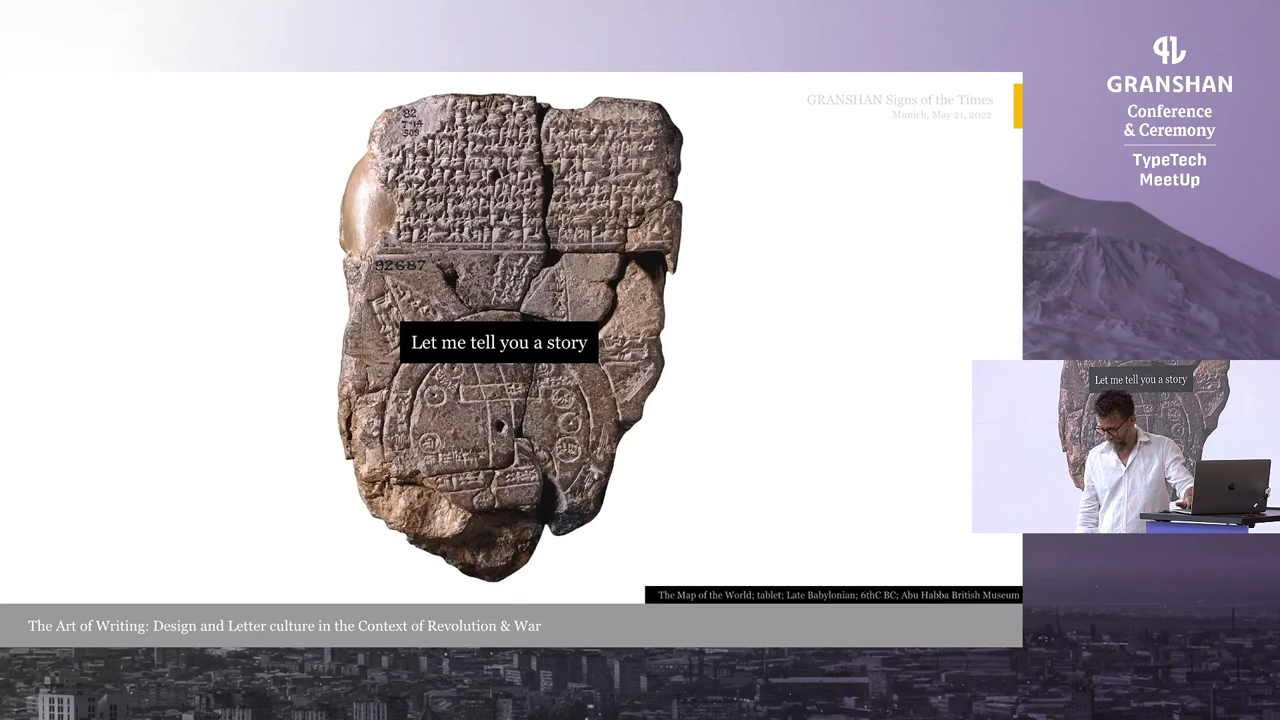 GRANSHAN
Conference
& Ceremony
TypeTech
MeetUp
GRANSHAN Signs of the Times
Munich, May 21, 2022
92687
Let me tell you a story
Let me tell you a story
The Map of the World; tablet; Late Babylonian; 6thC BC; Abu Habba British Museum
The Art of Writing: Design and Letter culture in the Context of Revolution & War